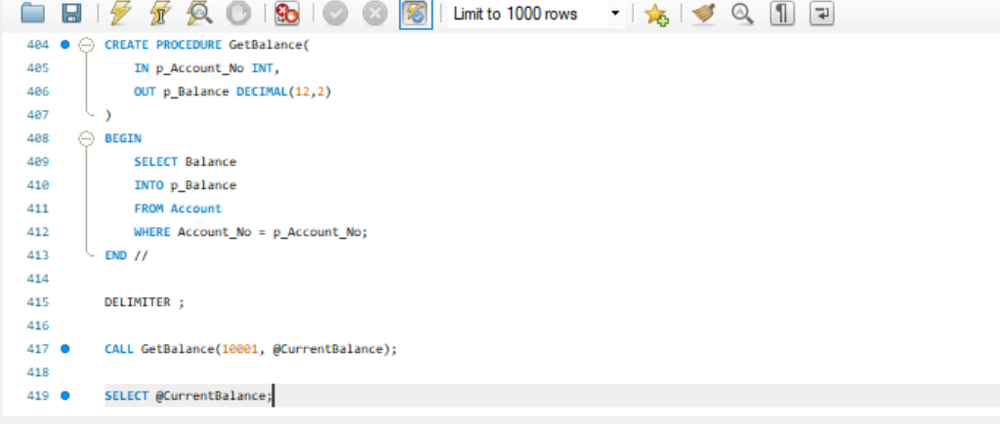 Limit to 1000 rows
404 CREATE PROCEDURE GetBalance(
405 IN p_Account_No INT,
406 OUT p_Balance DECIMAL(12,2)
407 )
408 BEGIN
409 SELECT Balance
410 INTO p_Balance
411 FROM Account
412 WHERE Account_No = p_Account_No;
413 END //
414
415 DELIMITER ;
416
417 CALL GetBalance(10001, @CurrentBalance);
418
419 SELECT @CurrentBalance;